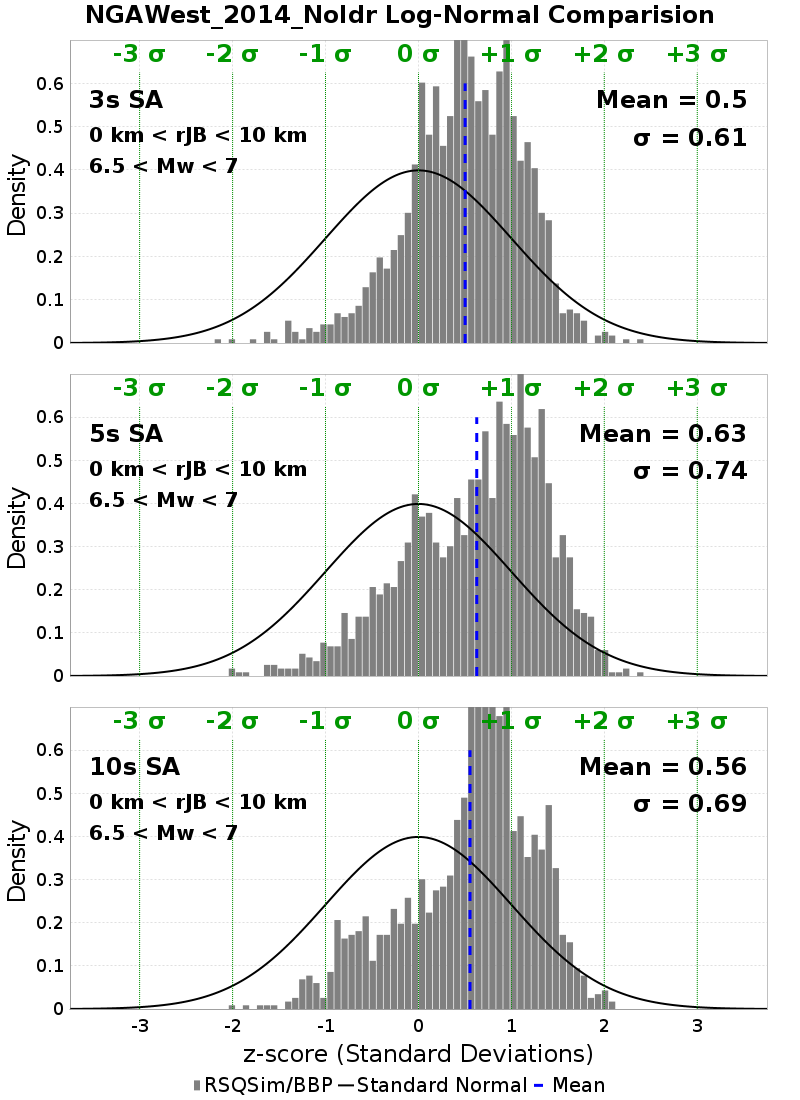 NGAWest_2014_NoIdr Log-Normal Comparision
-3 σ -2 σ -1 σ 0 σ +1 σ +2 σ +3 σ
3s SA
Mean = 0.5
0 km < rJB < 10 km
σ = 0.61
6.5 < Mw < 7
0.6
0.5
0.4
0.3
0.2
0.1
0
Density
-3 σ -2 σ -1 σ 0 σ +1 σ +2 σ +3 σ
5s SA
Mean = 0.63
0 km < rJB < 10 km
σ = 0.74
6.5 < Mw < 7
0.6
0.5
0.4
0.3
0.2
0.1
0
Density
-3 σ -2 σ -1 σ 0 σ +1 σ +2 σ +3 σ
10s SA
Mean = 0.56
0 km < rJB < 10 km
σ = 0.69
6.5 < Mw < 7
0.6
0.5
0.4
0.3
0.2
0.1
0
Density
-3 -2 -1 0 1 2 3
z-score (Standard Deviations)
RSQSim/BBP Standard Normal Mean